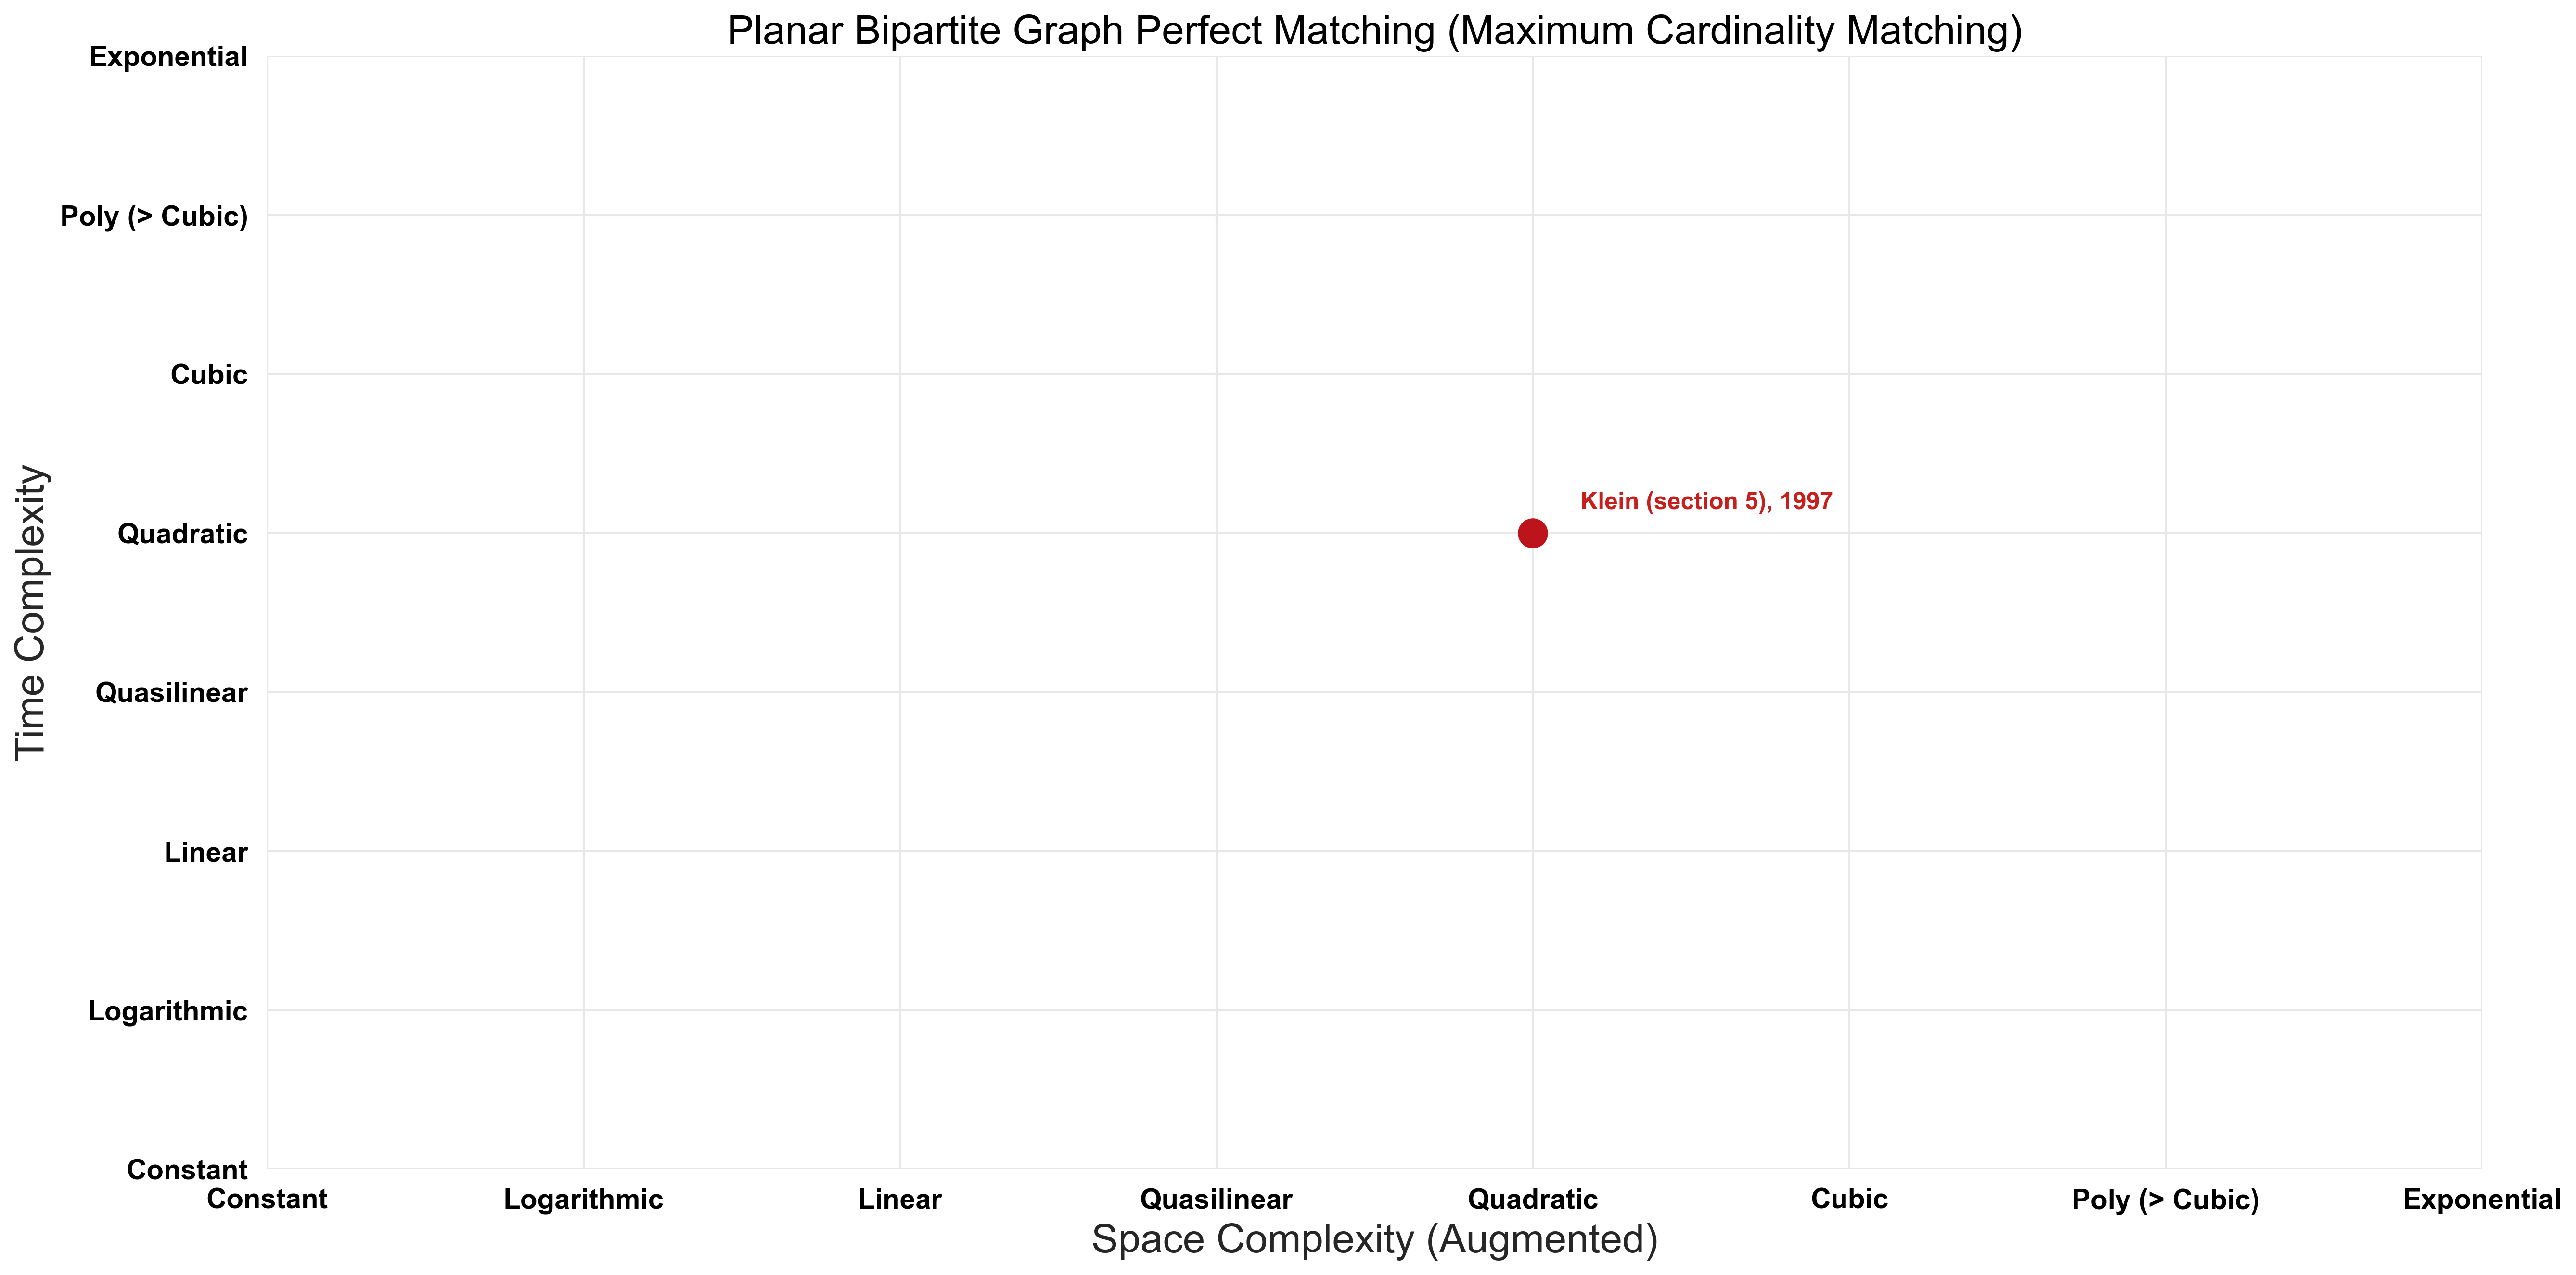 Planar Bipartite Graph Perfect Matching (Maximum Cardinality Matching)
Exponential
Poly (> Cubic)
Cubic
Quadratic
Quasilinear
Linear
Logarithmic
Constant
Time Complexity
Klein (section 5), 1997
Constant
Logarithmic
Linear
Quasilinear
Quadratic
Cubic
Poly (> Cubic)
Exponential
Space Complexity (Augmented)